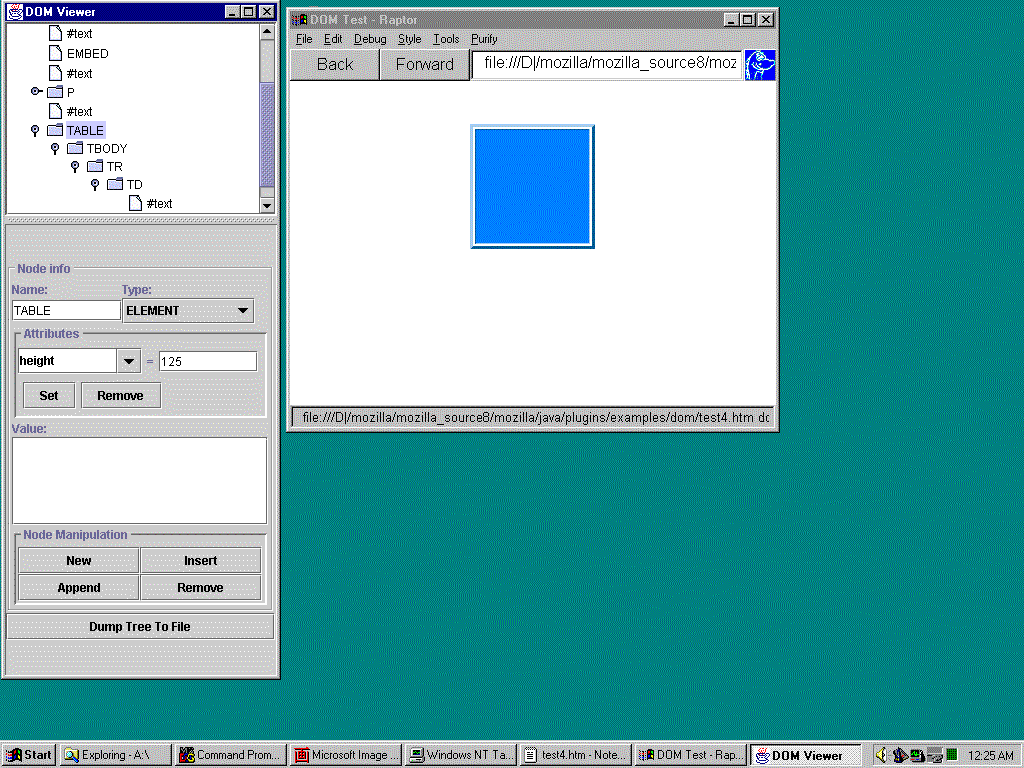 DOM Viewer
#text
EMBED
#text
P
#text
TABLE
TBODY
TR
TD
#text
Node info
Name:
Type:
TABLE
ELEMENT
Attributes
height
=
125
Set
Remove
Value:
Node Manipulation
New
Insert
Append
Remove
Dump Tree To File
DOM Test - Raptor
File Edit Debug Style Tools Purify
Back
Forward
file:///D|/mozilla/mozilla_source8/moz
file:///D|/mozilla/mozilla_source8/mozilla/java/plugins/examples/dom/test4.htm do
Start
Exploring - A:\
Command Prom...
Microsoft Image ...
Windows NT Ta...
test4.htm - Note...
DOM Test - Rap...
DOM Viewer
12:25 AM